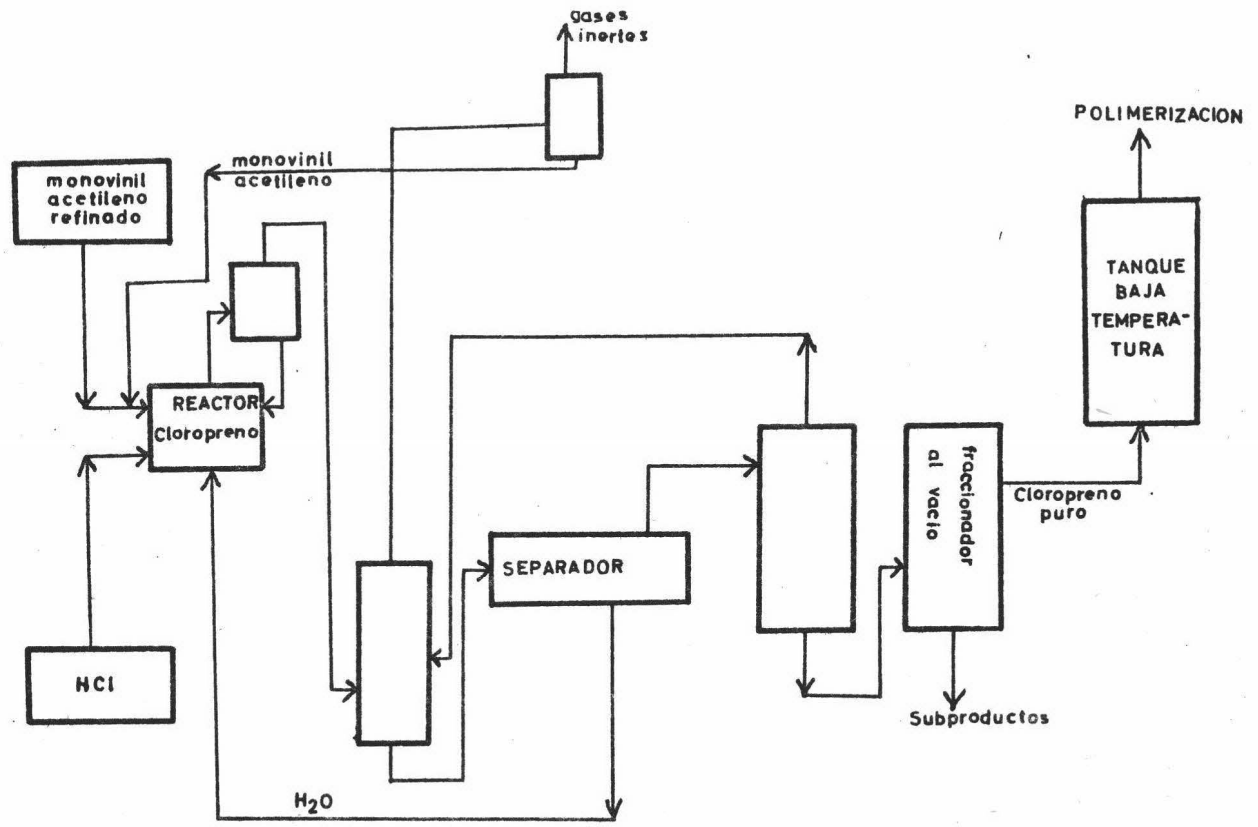 gases
inertes
POLIMERIZACION
monovinil
acetileno
monovinil
acetileno
refinado
TANQUE
BAJA
TEMPERA-
TURA
REACTOR
Cloropreno
fraccionador
al vacio
Cloropreno
puro
SEPARADOR
HCl
Subproductos
H₂O